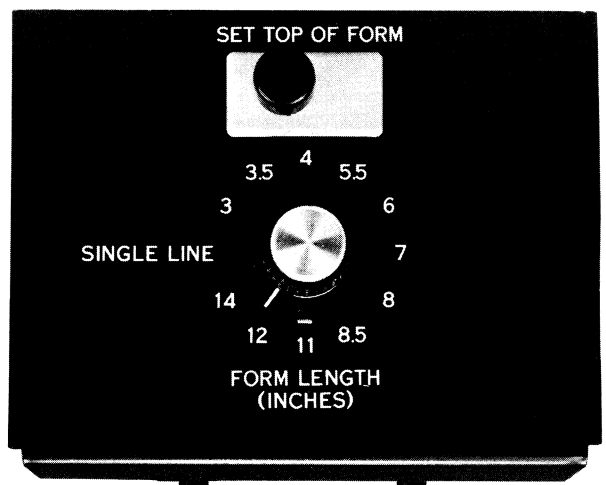 SET TOP OF FORM
4
3.5 5.5
3 6
SINGLE LINE 7
14 8
12 8.5
11
FORM LENGTH
(INCHES)